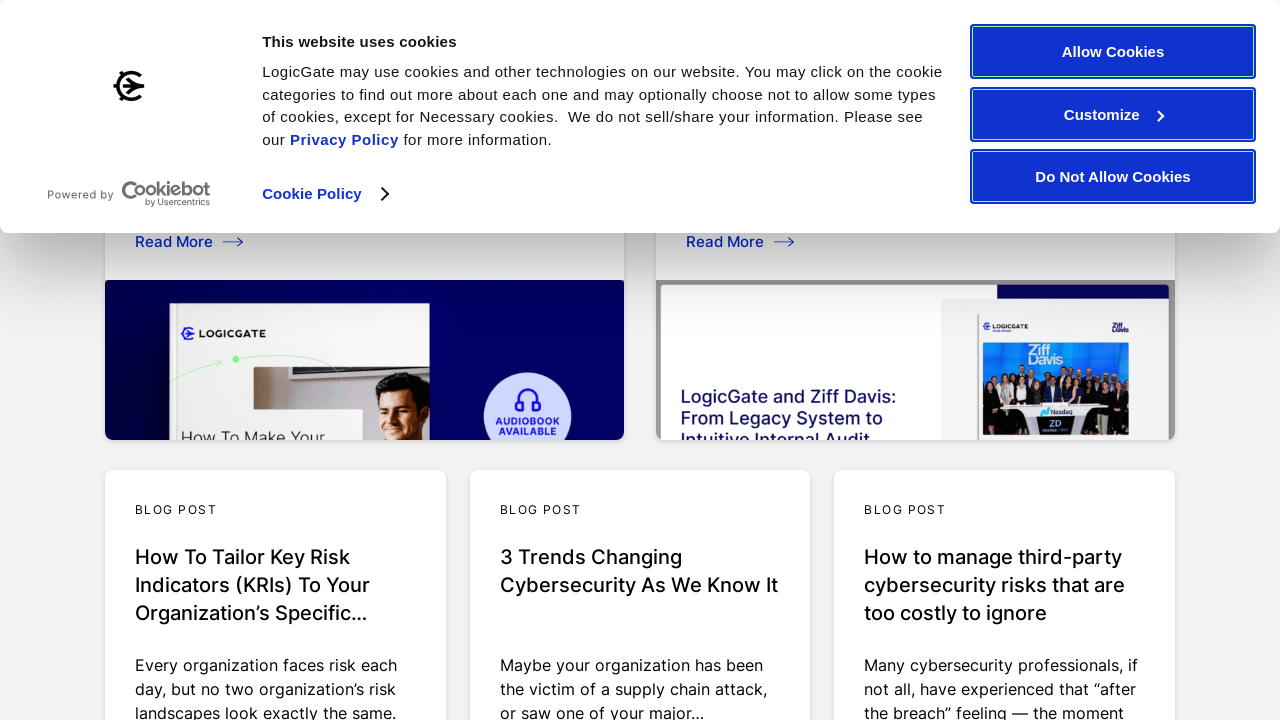 This website uses cookies
LogicGate may use cookies and other technologies on our website. You may click on the cookie
categories to find out more about each one and may optionally choose not to allow some types
of cookies, except for Necessary cookies.  We do not sell/share your information. Please see
our Privacy Policy for more information.
Cookie Policy
Powered by Cookiebot
by Usercentrics
Allow Cookies
Customize
Do Not Allow Cookies
Read More
Read More
LOGICGATE
How To Make Your
AUDIOBOOK
AVAILABLE
LogicGate and Ziff Davis:
From Legacy System to
Intuitive Internal Audit
LOGICGATE
Ziff
Davis
Ziff
Davis
Nasdaq
ZD
BLOG POST
How To Tailor Key Risk
Indicators (KRIs) To Your
Organization’s Specific...
Every organization faces risk each
day, but no two organization’s risk
landscapes look exactly the same.
BLOG POST
3 Trends Changing
Cybersecurity As We Know It
Maybe your organization has been
the victim of a supply chain attack,
or saw one of your major...
BLOG POST
How to manage third-party
cybersecurity risks that are
too costly to ignore
Many cybersecurity professionals, if
not all, have experienced that “after
the breach” feeling — the moment